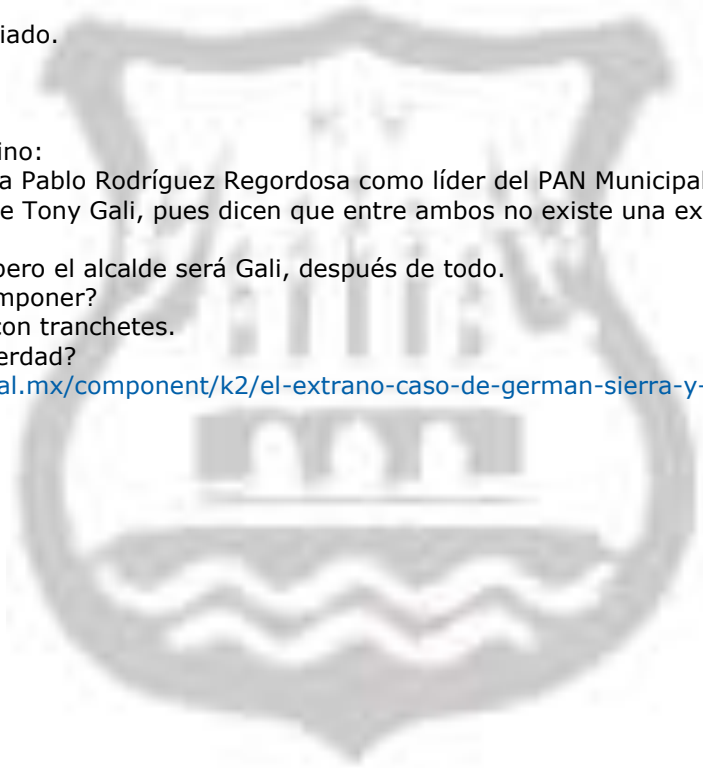 iado.
ino:
a Pablo Rodríguez Regordosa como líder del PAN Municipal
e Tony Gali, pues dicen que entre ambos no existe una ex
pero el alcalde será Gali, después de todo.
mponer?
con tranchetes.
erdad?
al.mx/component/k2/el-extrano-caso-de-german-sierra-y-